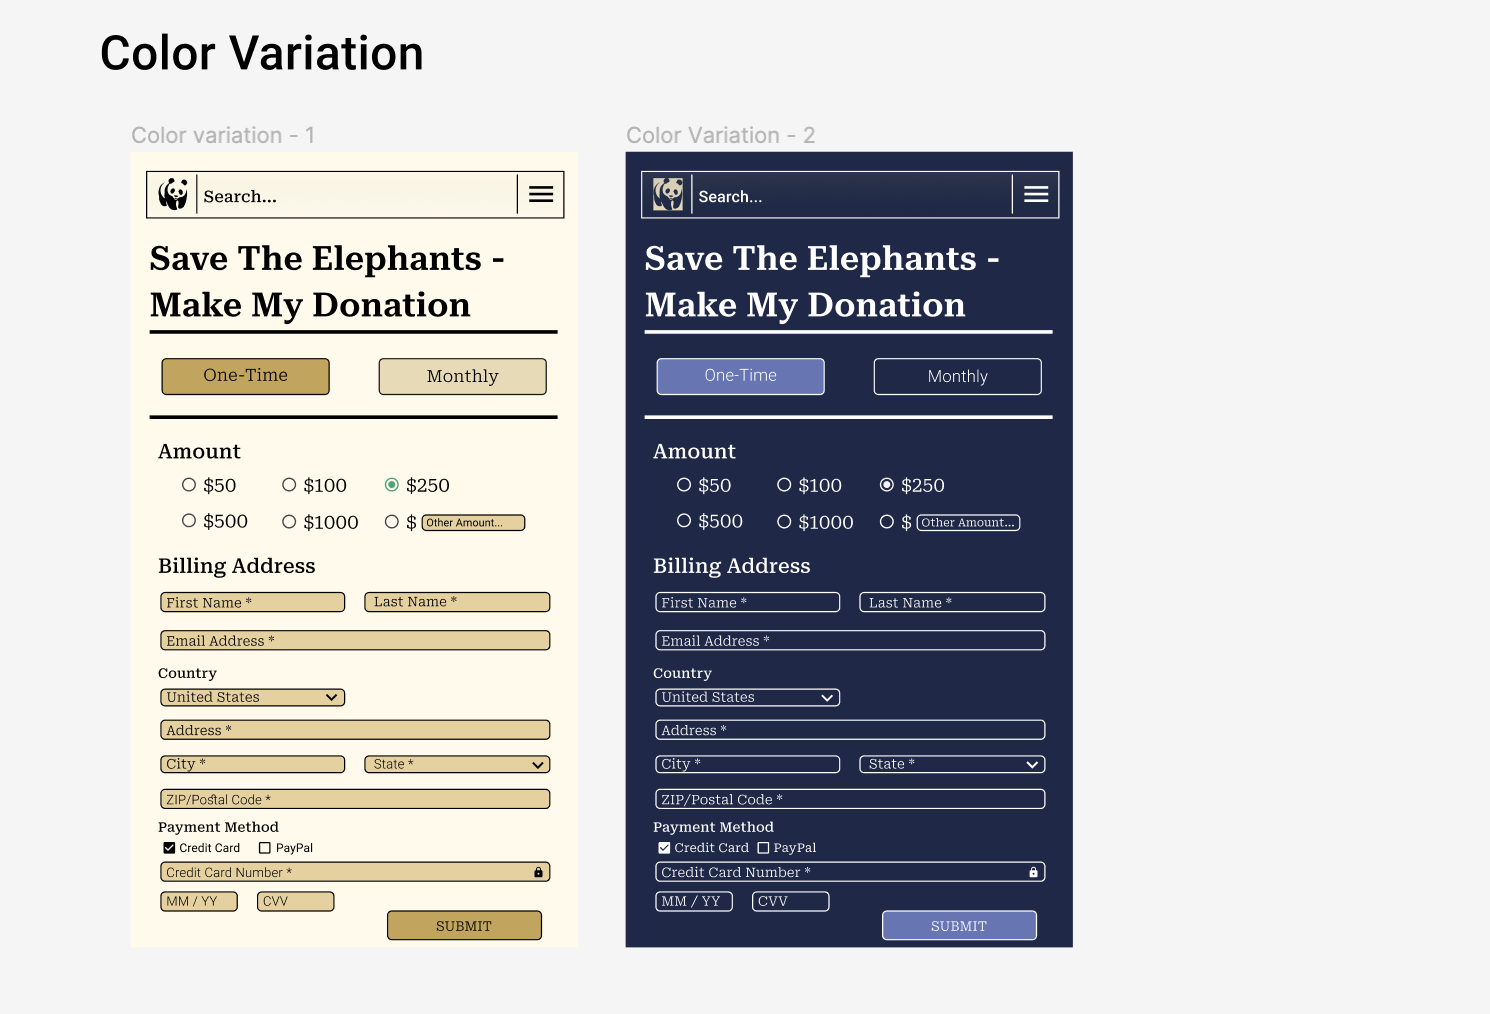 Color Variation
Color variation - 1
Search...
Save The Elephants -
Make My Donation
One-Time Monthly
Amount
$50 $100 $250
$500 $1000 $ Other Amount...
Billing Address
First Name * Last Name *
Email Address *
Country
United States
Address *
City * State *
ZIP/Postal Code *
Payment Method
Credit Card PayPal
Credit Card Number *
MM / YY CVV
SUBMIT
Color Variation - 2
Search...
Save The Elephants -
Make My Donation
One-Time Monthly
Amount
$50 $100 $250
$500 $1000 $ Other Amount...
Billing Address
First Name * Last Name *
Email Address *
Country
United States
Address *
City * State *
ZIP/Postal Code *
Payment Method
Credit Card PayPal
Credit Card Number *
MM / YY CVV
SUBMIT